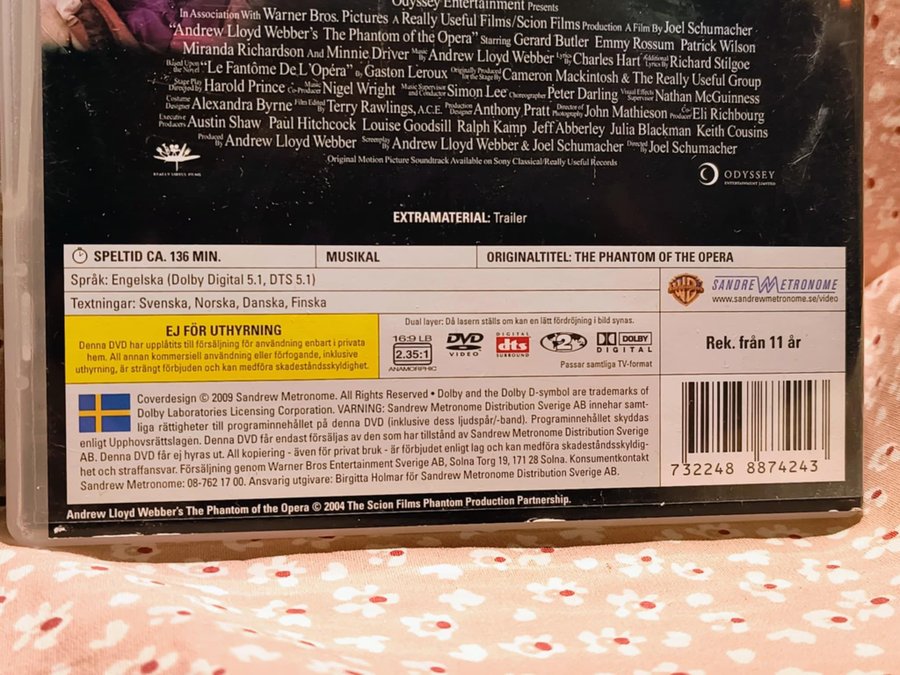 Odyssey Entertainment Presents
In Association With Warner Bros. Pictures A Really Useful Films/Scion Films Production A Film By Joel Schumacher
"Andrew Lloyd Webber's The Phantom of the Opera" Starring Gerard Butler Emmy Rossum Patrick Wilson
Miranda Richardson And Minnie Driver Music By Andrew Lloyd Webber Lyrics By Charles Hart Additional Lyrics By Richard Stilgoe
Based Upon the Novel "Le Fantôme De L'Opéra" By Gaston Leroux Originally Produced for the Stage By Cameron Mackintosh & The Really Useful Group
Stage Play Directed by Harold Prince Co-Producer Nigel Wright Music Supervisor and Conductor Simon Lee Choreographer Peter Darling Visual Effects Supervisor Nathan McGuinness
Costume Designer Alexandra Byrne Film Edited By Terry Rawlings, A.C.E. Production Designer Anthony Pratt Director of Photography John Mathieson Co-Producer Eli Richbourg
Executive Producers Austin Shaw Paul Hitchcock Louise Goodsill Ralph Kamp Jeff Abberley Julia Blackman Keith Cousins
Produced By Andrew Lloyd Webber Screenplay By Andrew Lloyd Webber & Joel Schumacher Directed By Joel Schumacher
Original Motion Picture Soundtrack Available on Sony Classical/Really Useful Records
REALLY USEFUL FILMS
ODYSSEY
ENTERTAINMENT LIMITED
EXTRAMATERIAL: Trailer
SPELTID CA. 136 MIN.
MUSIKAL
ORIGINALTITEL: THE PHANTOM OF THE OPERA
Språk: Engelska (Dolby Digital 5.1, DTS 5.1)
Textningar: Svenska, Norska, Danska, Finska
SANDREW METRONOME
www.sandrewmetronome.se/video
EJ FÖR UTHYRNING
Denna DVD har upplåtits till försäljning för användning enbart i privata
hem. All annan kommersiell användning eller förfogande, inklusive
uthyrning, är strängt förbjuden och kan medföra skadeståndsskyldighet.
Dual layer: Då lasern ställs om kan en lätt fördröjning i bild synas.
16:9 LB
2.35:1
ANAMORPHIC
DVD
VIDEO
DIGITAL
dts
SURROUND
2
DOLBY
DIGITAL
Passar samtliga TV-format
Rek. från 11 år
Coverdesign © 2009 Sandrew Metronome. All Rights Reserved • Dolby and the Dolby D-symbol are trademarks of
Dolby Laboratories Licensing Corporation. VARNING: Sandrew Metronome Distribution Sverige AB innehar samt-
liga rättigheter till programinnehållet på denna DVD (inklusive dess ljudspår/-band). Programinnehållet skyddas
enligt Upphovsrättslagen. Denna DVD får endast försäljas av den som har tillstånd av Sandrew Metronome Distribution Sverige
AB. Denna DVD får ej hyras ut. All kopiering - även för privat bruk - är förbjudet enligt lag och kan medföra skadeståndsskyldig-
het och straffansvar. Försäljning genom Warner Bros Entertainment Sverige AB, Solna Torg 19, 171 28 Solna. Konsumentkontakt
Sandrew Metronome: 08-762 17 00. Ansvarig utgivare: Birgitta Holmar för Sandrew Metronome Distribution Sverige AB.
7 32248 8874243
Andrew Lloyd Webber's The Phantom of the Opera © 2004 The Scion Films Phantom Production Partnership.